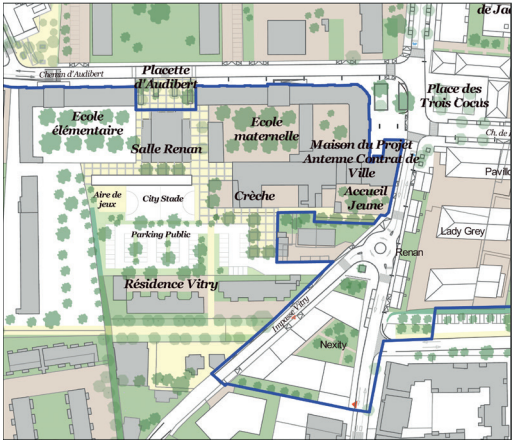 de Ja
Chemin d'Audibert
Placette
d'Audibert
Place des
Trois Cocus
Ecole
élémentaire
Ecole
maternelle
Salle Renan
Maison du Projet
Antenne Contrat de
Ville
Ch. de
Pavill
Accueil
Jeune
Aire de
jeux
City Stade
Crèche
Parking Public
Lady Grey
Renan
Résidence Vitry
Impasse Vitry
Nexity